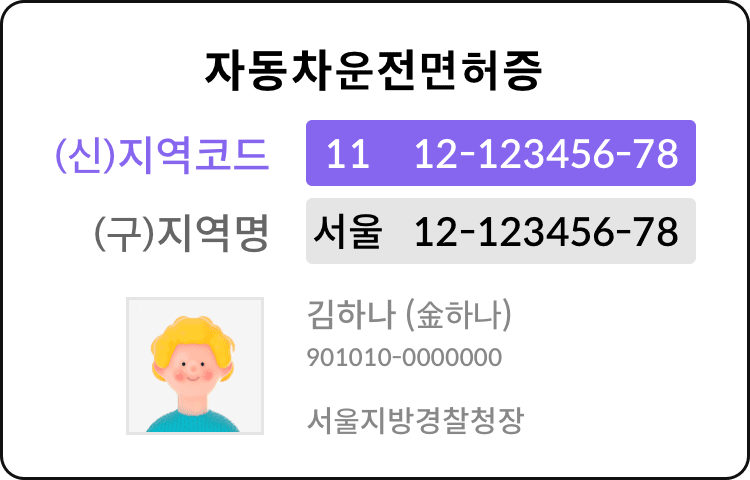 자동차운전면허증
(신)지역코드 11 12-123456-78
(구)지역명 서울 12-123456-78
김하나 (金하나)
901010-0000000
서울지방경찰청장